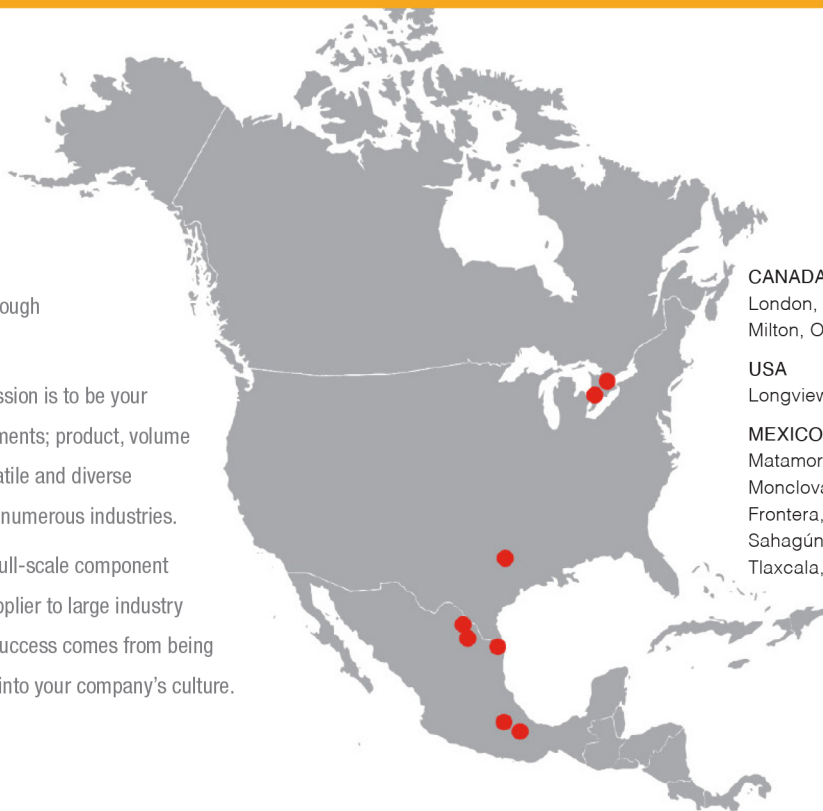 ough
ssion is to be your
ments; product, volume
atile and diverse
numerous industries.
ull-scale component
pplier to large industry
uccess comes from being
into your company's culture.
CANADA
London,
Milton, O
USA
Longview
MEXICO
Matamor
Monclova
Frontera,
Sahagún
Tlaxcala,